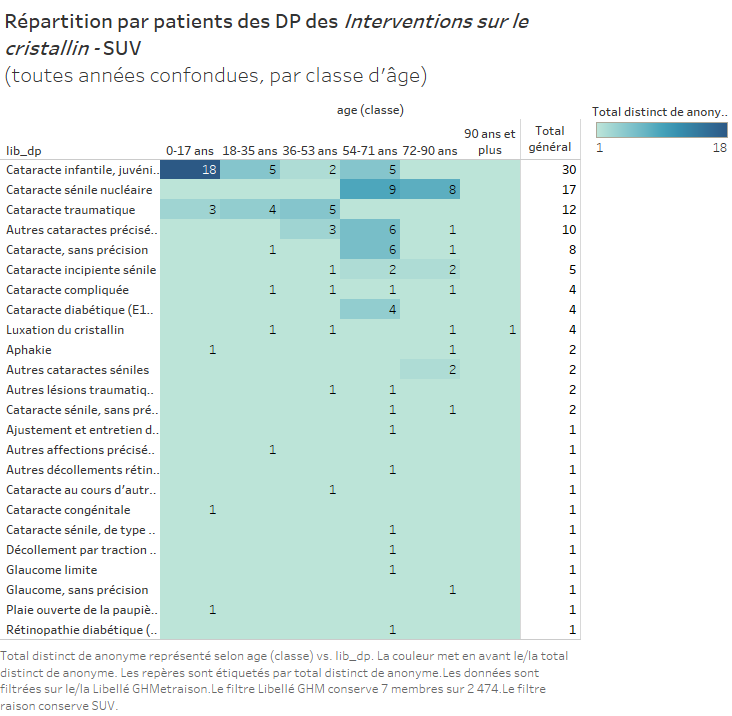 Répartition par patients des DP des Interventions sur le
cristallin - SUV
(toutes années confondues, par classe d’âge)
age (classe)
Total distinct de anony..
1 18
lib_dp 0-17 ans 18-35 ans 36-53 ans 54-71 ans 72-90 ans 90 ans et plus Total général
Cataracte infantile, juvéni.. 18 5 2 5 30
Cataracte sénile nucléaire 9 8 17
Cataracte traumatique 3 4 5 12
Autres cataractes précisé.. 3 6 1 10
Cataracte, sans précision 1 6 1 8
Cataracte incipiente sénile 1 2 2 5
Cataracte compliquée 1 1 1 1 4
Cataracte diabétique (E1.. 4 4
Luxation du cristallin 1 1 1 1 4
Aphakie 1 1 2
Autres cataractes séniles 2 2
Autres lésions traumatiq.. 1 1 2
Cataracte sénile, sans pré.. 1 1 2
Ajustement et entretien d.. 1 1
Autres affections précisé.. 1 1
Autres décollements rétin.. 1 1
Cataracte au cours d’autr.. 1 1
Cataracte congénitale 1 1
Cataracte sénile, de type .. 1 1
Décollement par traction .. 1 1
Glaucome limite 1 1
Glaucome, sans précision 1 1
Plaie ouverte de la paupiè.. 1 1
Rétinopathie diabétique (.. 1 1
Total distinct de anonyme représenté selon age (classe) vs. lib_dp. La couleur met en avant le/la total
distinct de anonyme. Les repères sont étiquetés par total distinct de anonyme.Les données sont
filtrées sur le/la Libellé GHMetraison.Le filtre Libellé GHM conserve 7 membres sur 2 474.Le filtre
raison conserve SUV.